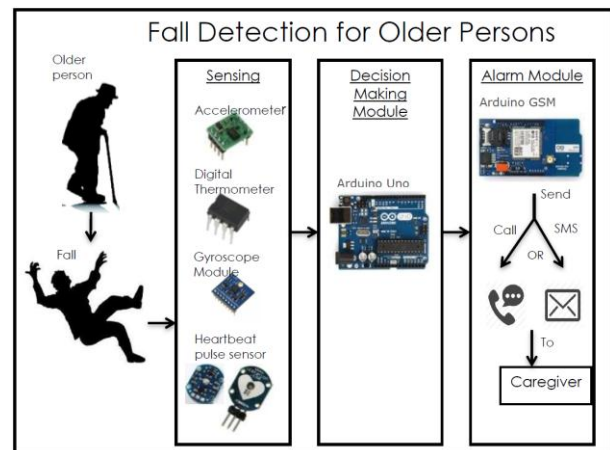 Fall Detection for Older Persons
Older
person
Fall
Sensing
Accelerometer
Digital
Thermometer
Gyroscope
Module
Heartbeat
pulse sensor
Decision
Making
Module
Arduino Uno
Alarm Module
Arduino GSM
Send
Call
SMS
OR
To
Caregiver